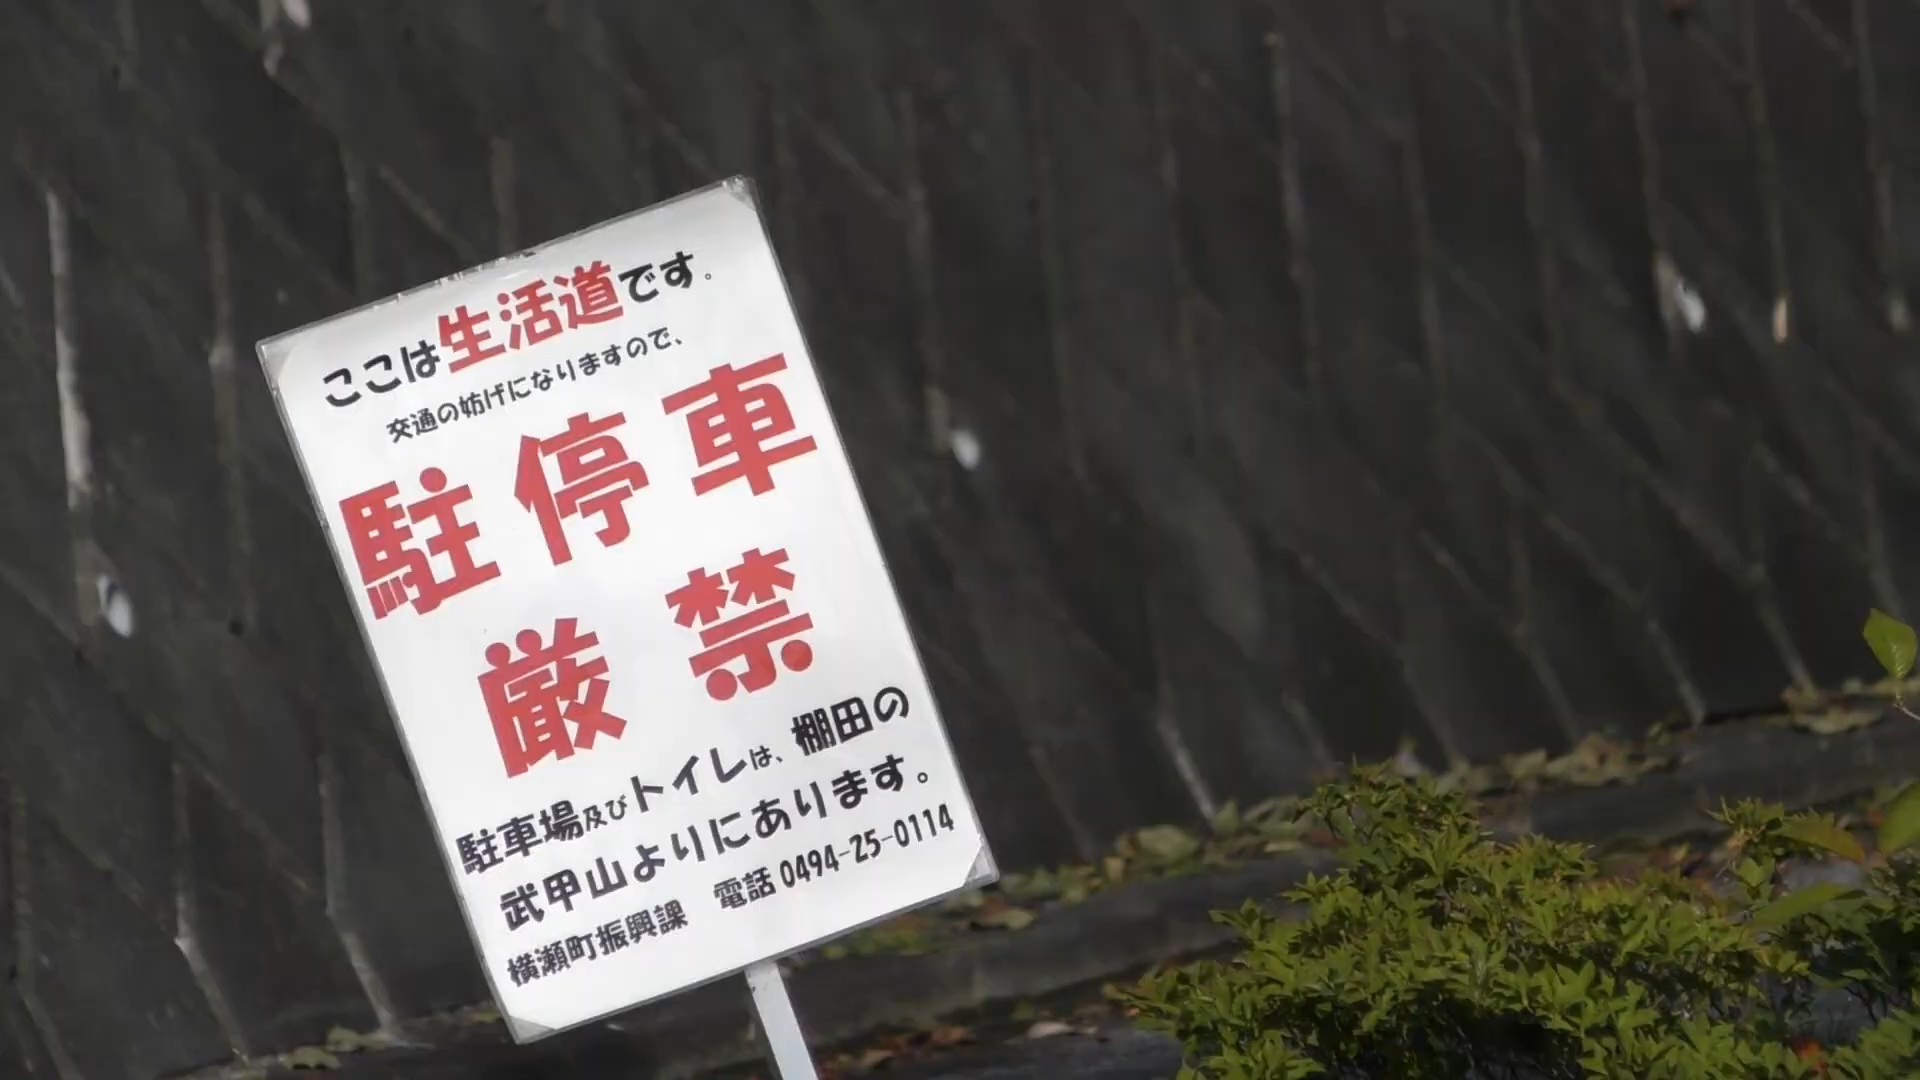 ここは生活道です。
交通の妨げになりますので、
駐停車
厳禁
駐車場及びトイレは、棚田の
武甲山よりにあります。
横瀬町振興課 電話 0494-25-0114